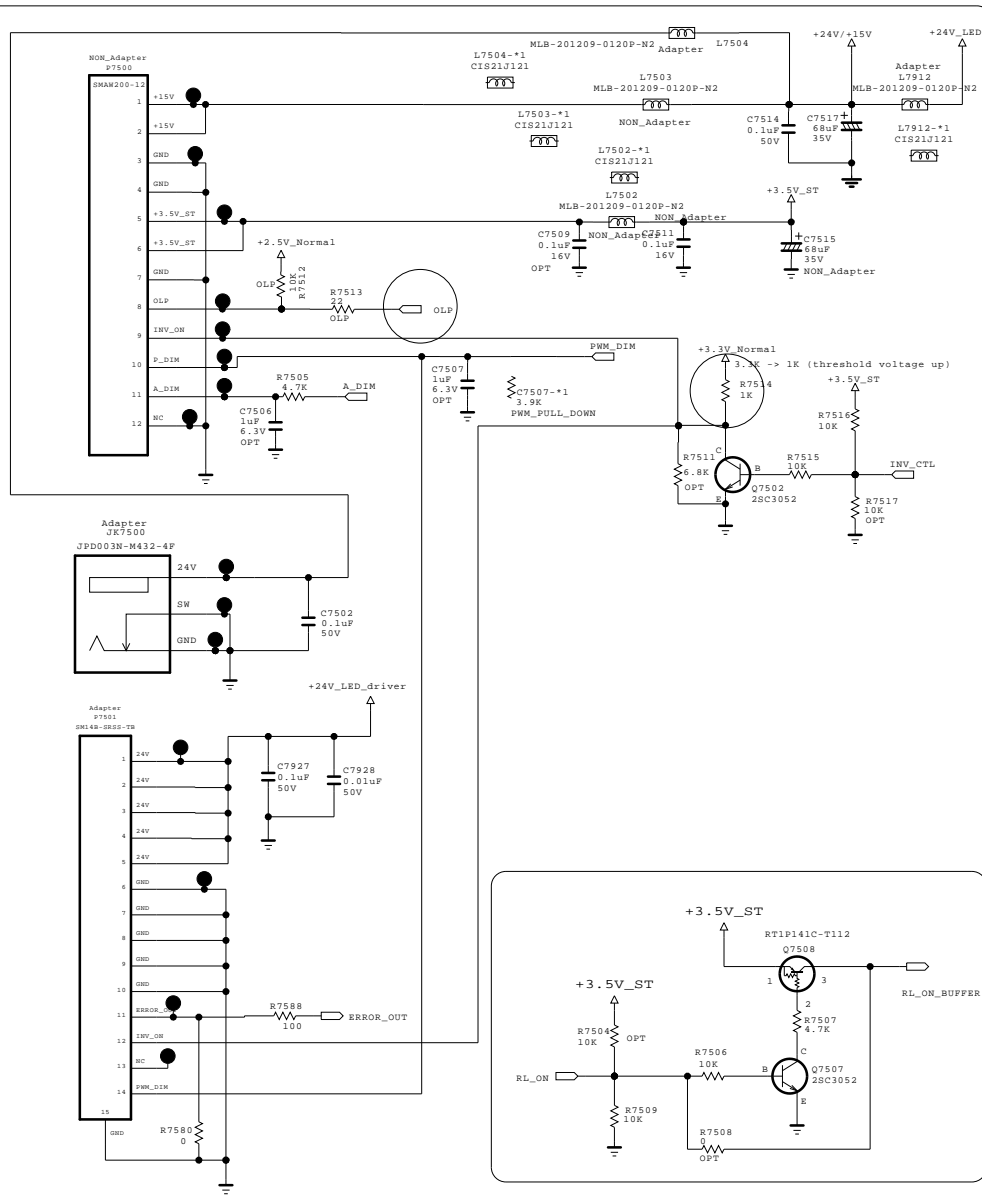 NON_Adapter
P7500
SMAW200-12
1
+15V
2
+15V
3
GND
4
GND
5
+3.5V_ST
6
+3.5V_ST
7
GND
8
OLP
9
INV_ON
10
P_DIM
11
A_DIM
12
NC
MLB-201209-0120P-N2
Adapter
L7504
L7504-*1
CIS21J121
L7503
MLB-201209-0120P-N2
NON_Adapter
L7503-*1
CIS21J121
L7502-*1
CIS21J121
L7502
MLB-201209-0120P-N2
NON_Adapter
+24V/+15V
+24V_LED
Adapter
L7912
MLB-201209-0120P-N2
L7912-*1
CIS21J121
C7514
0.1uF
50V
C7517
68uF
35V
+
+3.5V_ST
C7509
0.1uF
16V
OPT
NON_Adapter
C7511
0.1uF
16V
C7515
68uF
35V
NON_Adapter
+
+2.5V_Normal
OLP
10K
R7512
R7513
22
OLP
OLP
PWM_DIM
C7507
1uF
6.3V
OPT
C7507-*1
3.9K
PWM_PULL_DOWN
R7505
4.7K
A_DIM
C7506
1uF
6.3V
OPT
+3.3V_Normal
3.3K -> 1K (threshold voltage up)
R7514
1K
+3.5V_ST
R7516
10K
R7511
6.8K
OPT
C
B
E
Q7502
2SC3052
R7515
10K
INV_CTL
R7517
10K
OPT
Adapter
JK7500
JPD003N-M432-4F
24V
SW
GND
C7502
0.1uF
50V
+24V_LED_driver
Adapter
P7501
SM14B-SRSS-TB
1
24V
2
24V
3
24V
4
24V
5
24V
6
GND
7
GND
8
GND
9
GND
10
GND
11
ERROR_OUT
12
INV_ON
13
NC
14
PWM_DIM
15
GND
C7927
0.1uF
50V
C7928
0.01uF
50V
R7588
100
ERROR_OUT
R7580
0
+3.5V_ST
RT1P141C-T112
Q7508
1
3
2
RL_ON_BUFFER
+3.5V_ST
R7504
10K
OPT
R7507
4.7K
R7506
10K
RL_ON
C
B
E
Q7507
2SC3052
R7509
10K
R7508
0
OPT